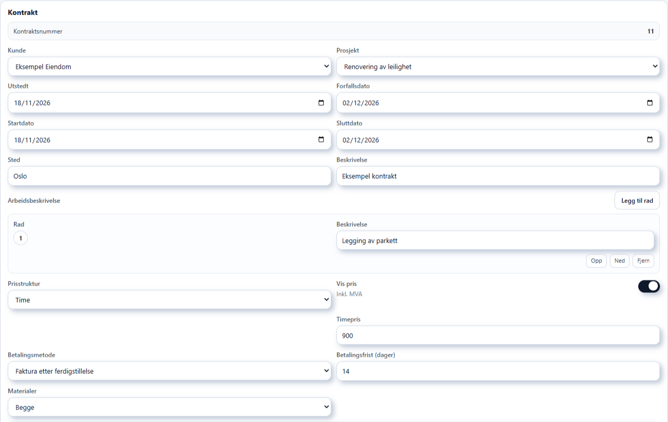 Kontrakt
Kontraktsnummer 11
Kunde Prosjekt
Eksempel Eiendom Renovering av leilighet
Utstedt Forfallsdato
18/11/2026 02/12/2026
Startdato Sluttdato
18/11/2026 02/12/2026
Sted Beskrivelse
Oslo Eksempel kontrakt
Arbeidsbeskrivelse Legg til rad
Rad Beskrivelse
1 Legging av parkett
Opp Ned Fjern
Prisstruktur Vis pris
Time Inkl. MVA
Timepris
900
Betalingsmetode Betalingsfrist (dager)
Faktura etter ferdigstillelse 14
Materialer
Begge